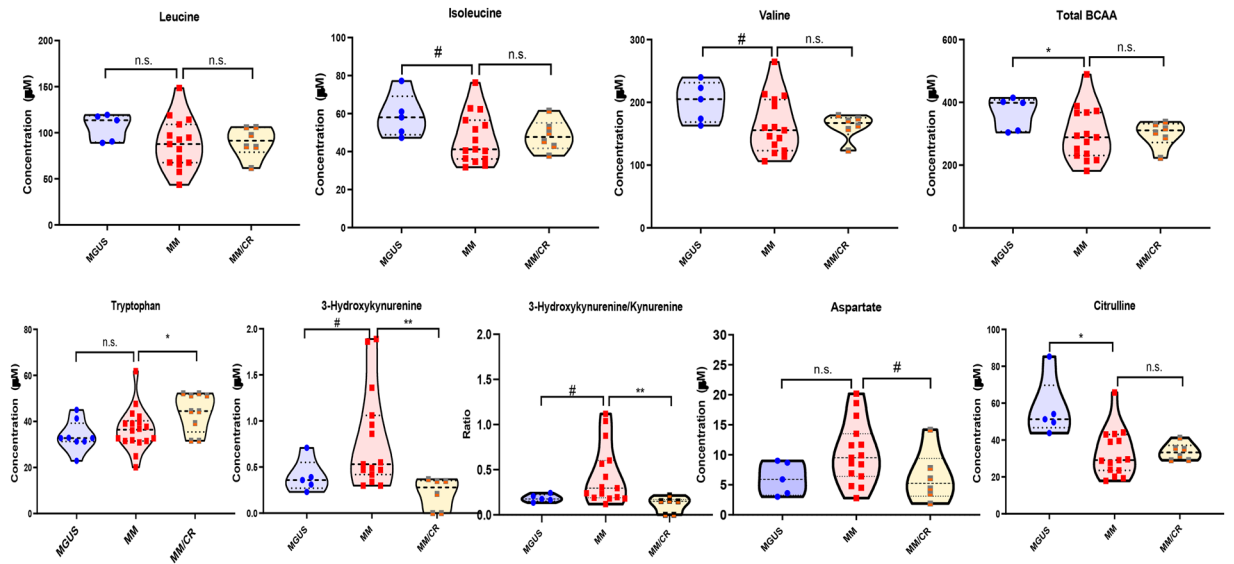 Leucine
200
150
100
50
0
Concentration (μM)
n.s.
n.s.
MGUS
MM
MM/CR
Isoleucine
100
80
60
40
20
0
Concentration (μM)
#
n.s.
MGUS
MM
MM/CR
Valine
300
200
100
0
Concentration (μM)
#
n.s.
MGUS
MM
MM/CR
Total BCAA
600
400
200
600
Concentration (μM)
*
n.s.
MGUS
MM
MM/CR
Tryptophan
80
60
40
20
0
Concentration (μM)
n.s.
*
MGUS
MM
MM/CR
3-Hydroxykynurenine
2.0
1.5
1.0
0.5
0.0
Concentration (μM)
#
**
MGUS
MM
MM/CR
3-Hydroxykynurenine/Kynurenine
2.0
1.5
1.0
0.5
0.0
Ratio
#
**
MGUS
MM
MM/CR
Aspartate
30
25
20
15
10
5
0
Concentration (μM)
n.s.
#
MGUS
MM
MM/CR
Citrulline
100
80
60
40
20
0
Concentration (μM)
*
n.s.
MGUS
MM
MM/CR